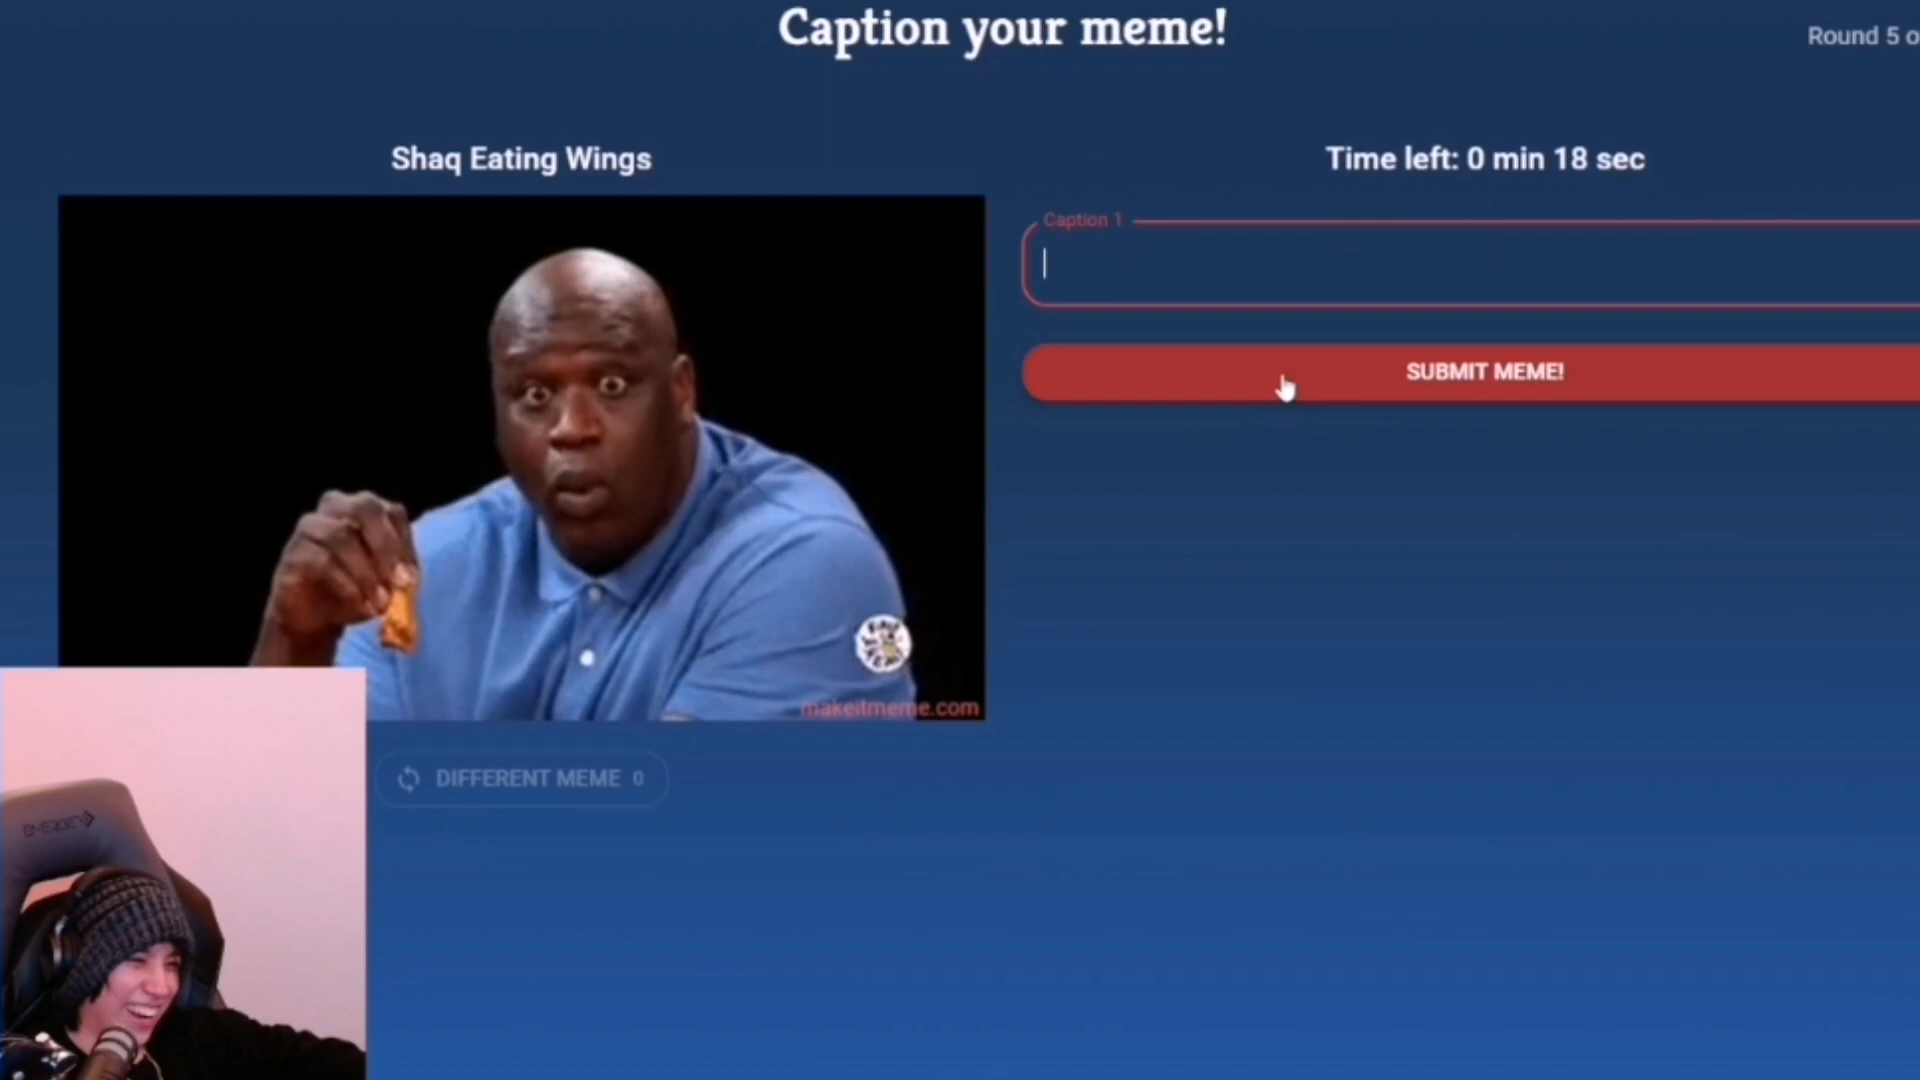 Caption your meme!
Round 5 o
Shaq Eating Wings
Time left: 0 min 18 sec
Caption 1
SUBMIT MEME!
makeitmeme.com
DIFFERENT MEME 0